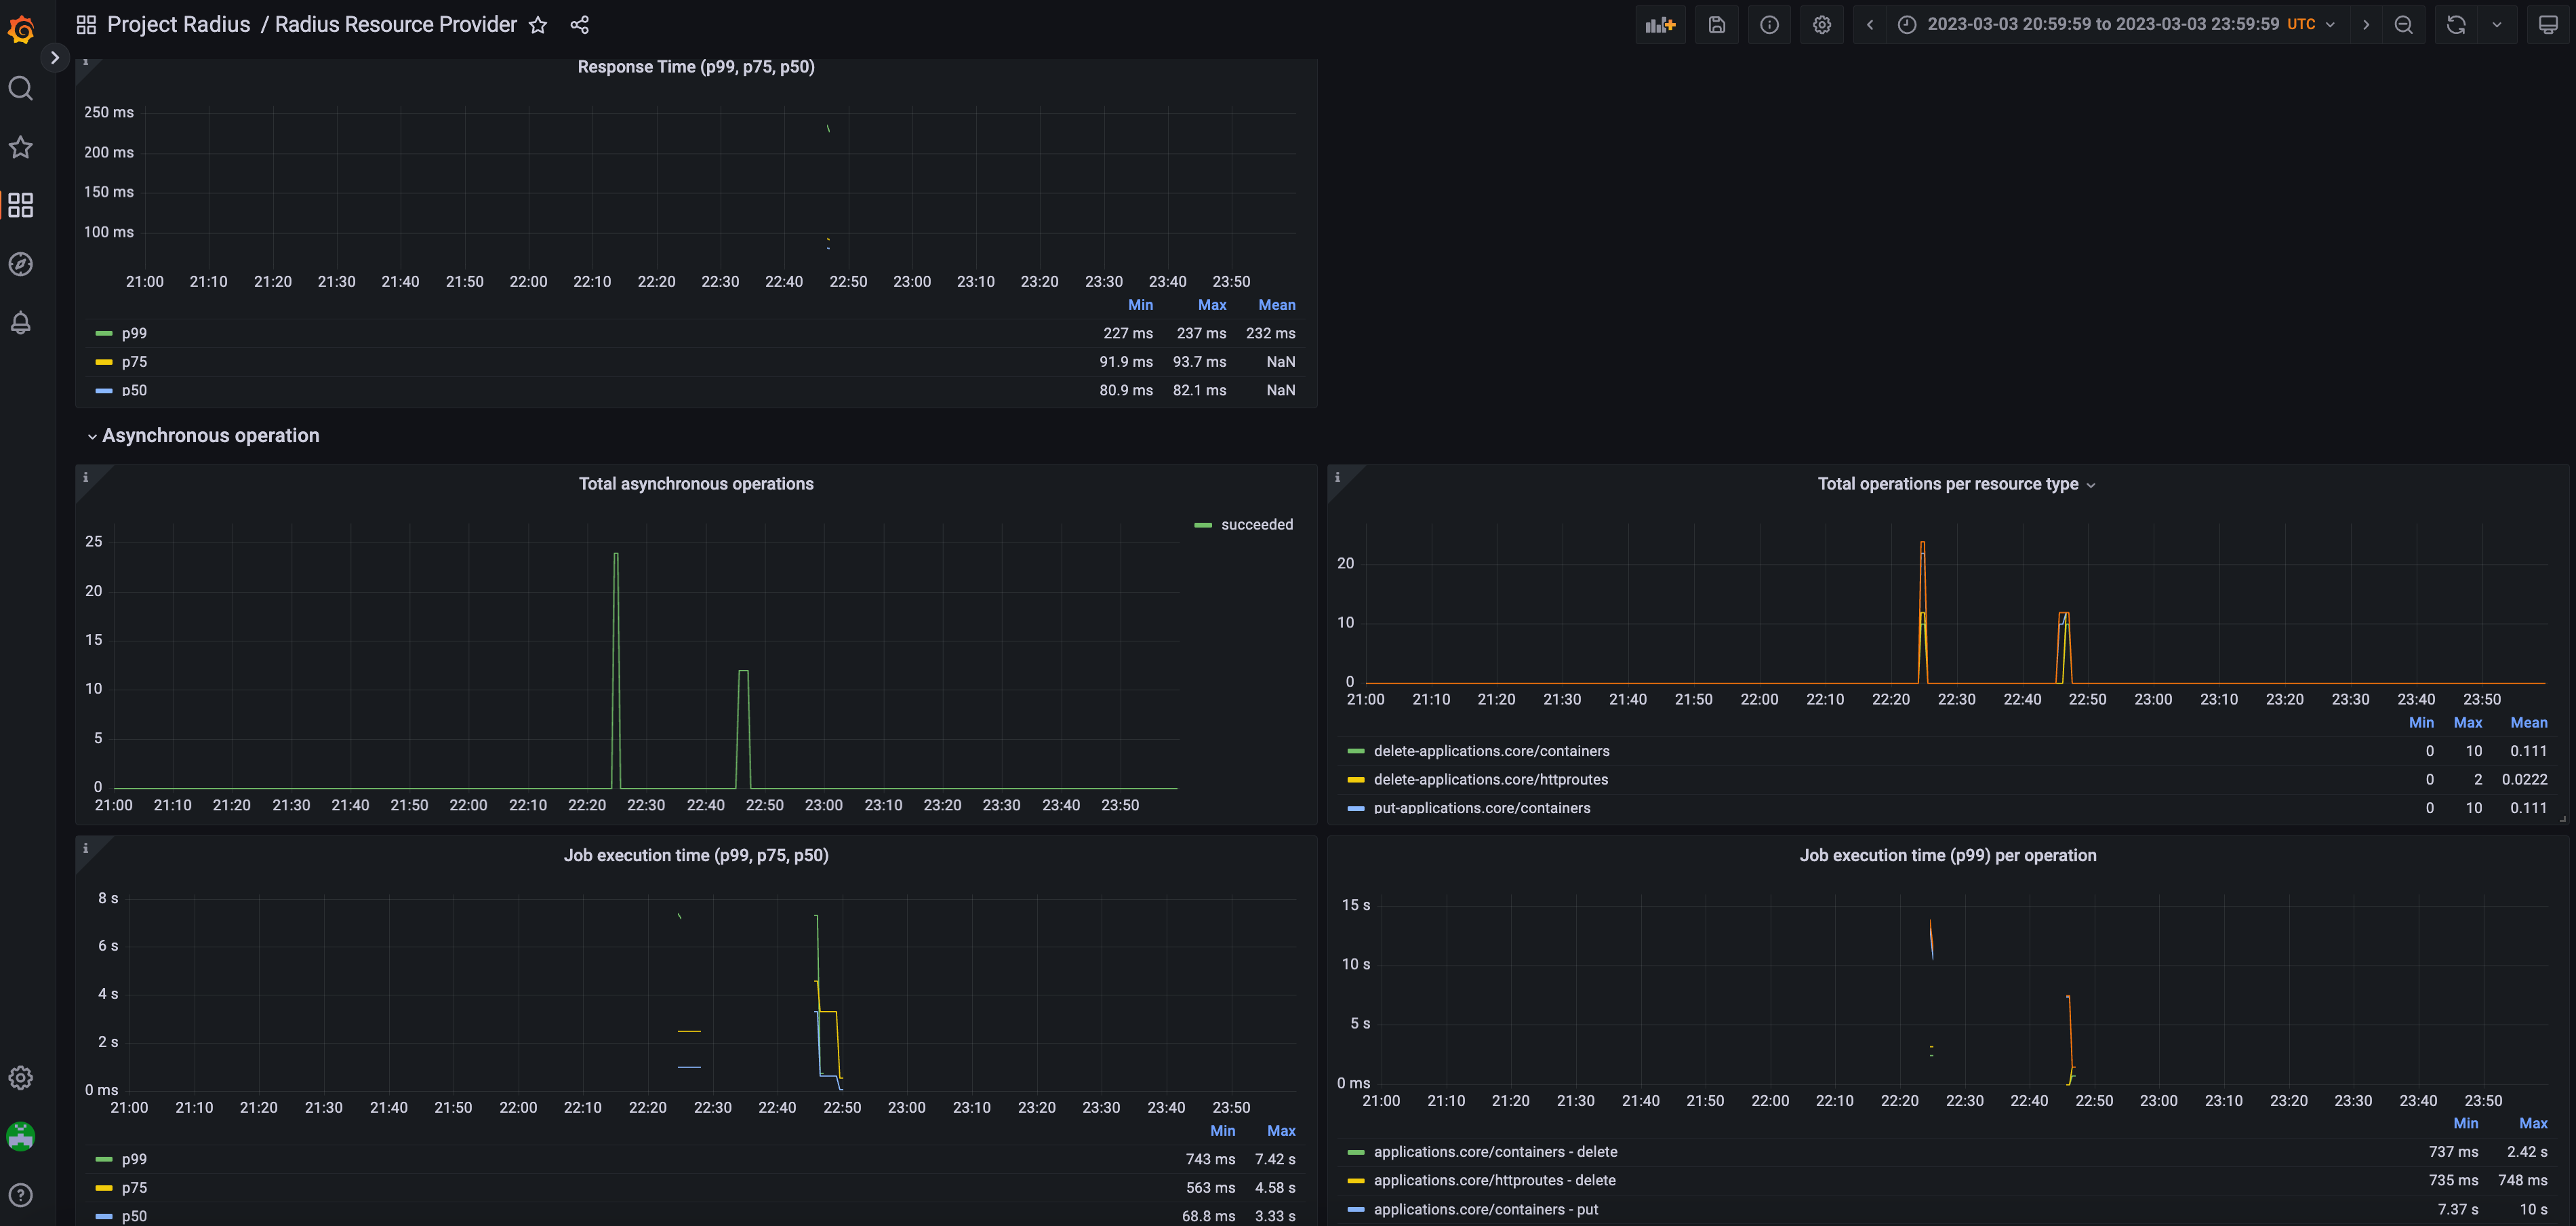 Project Radius / Radius Resource Provider
2023-03-03 20:59:59 to 2023-03-03 23:59:59 UTC
Response Time (p99, p75, p50)
250 ms
200 ms
150 ms
100 ms
21:00 21:10 21:20 21:30 21:40 21:50 22:00 22:10 22:20 22:30 22:40 22:50 23:00 23:10 23:20 23:30 23:40 23:50
Min Max Mean
p99 227 ms 237 ms 232 ms
p75 91.9 ms 93.7 ms NaN
p50 80.9 ms 82.1 ms NaN
Asynchronous operation
Total asynchronous operations
succeeded
25
20
15
10
5
0
21:00 21:10 21:20 21:30 21:40 21:50 22:00 22:10 22:20 22:30 22:40 22:50 23:00 23:10 23:20 23:30 23:40 23:50
Total operations per resource type
20
10
0
21:00 21:10 21:20 21:30 21:40 21:50 22:00 22:10 22:20 22:30 22:40 22:50 23:00 23:10 23:20 23:30 23:40 23:50
Min Max Mean
delete-applications.core/containers 0 10 0.111
delete-applications.core/httproutes 0 2 0.0222
put-applications.core/containers 0 10 0.111
Job execution time (p99, p75, p50)
8 s
6 s
4 s
2 s
0 ms
21:00 21:10 21:20 21:30 21:40 21:50 22:00 22:10 22:20 22:30 22:40 22:50 23:00 23:10 23:20 23:30 23:40 23:50
Min Max
p99 743 ms 7.42 s
p75 563 ms 4.58 s
p50 68.8 ms 3.33 s
Job execution time (p99) per operation
15 s
10 s
5 s
0 ms
21:00 21:10 21:20 21:30 21:40 21:50 22:00 22:10 22:20 22:30 22:40 22:50 23:00 23:10 23:20 23:30 23:40 23:50
Min Max
applications.core/containers - delete 737 ms 2.42 s
applications.core/httproutes - delete 735 ms 748 ms
applications.core/containers - put 7.37 s 10 s